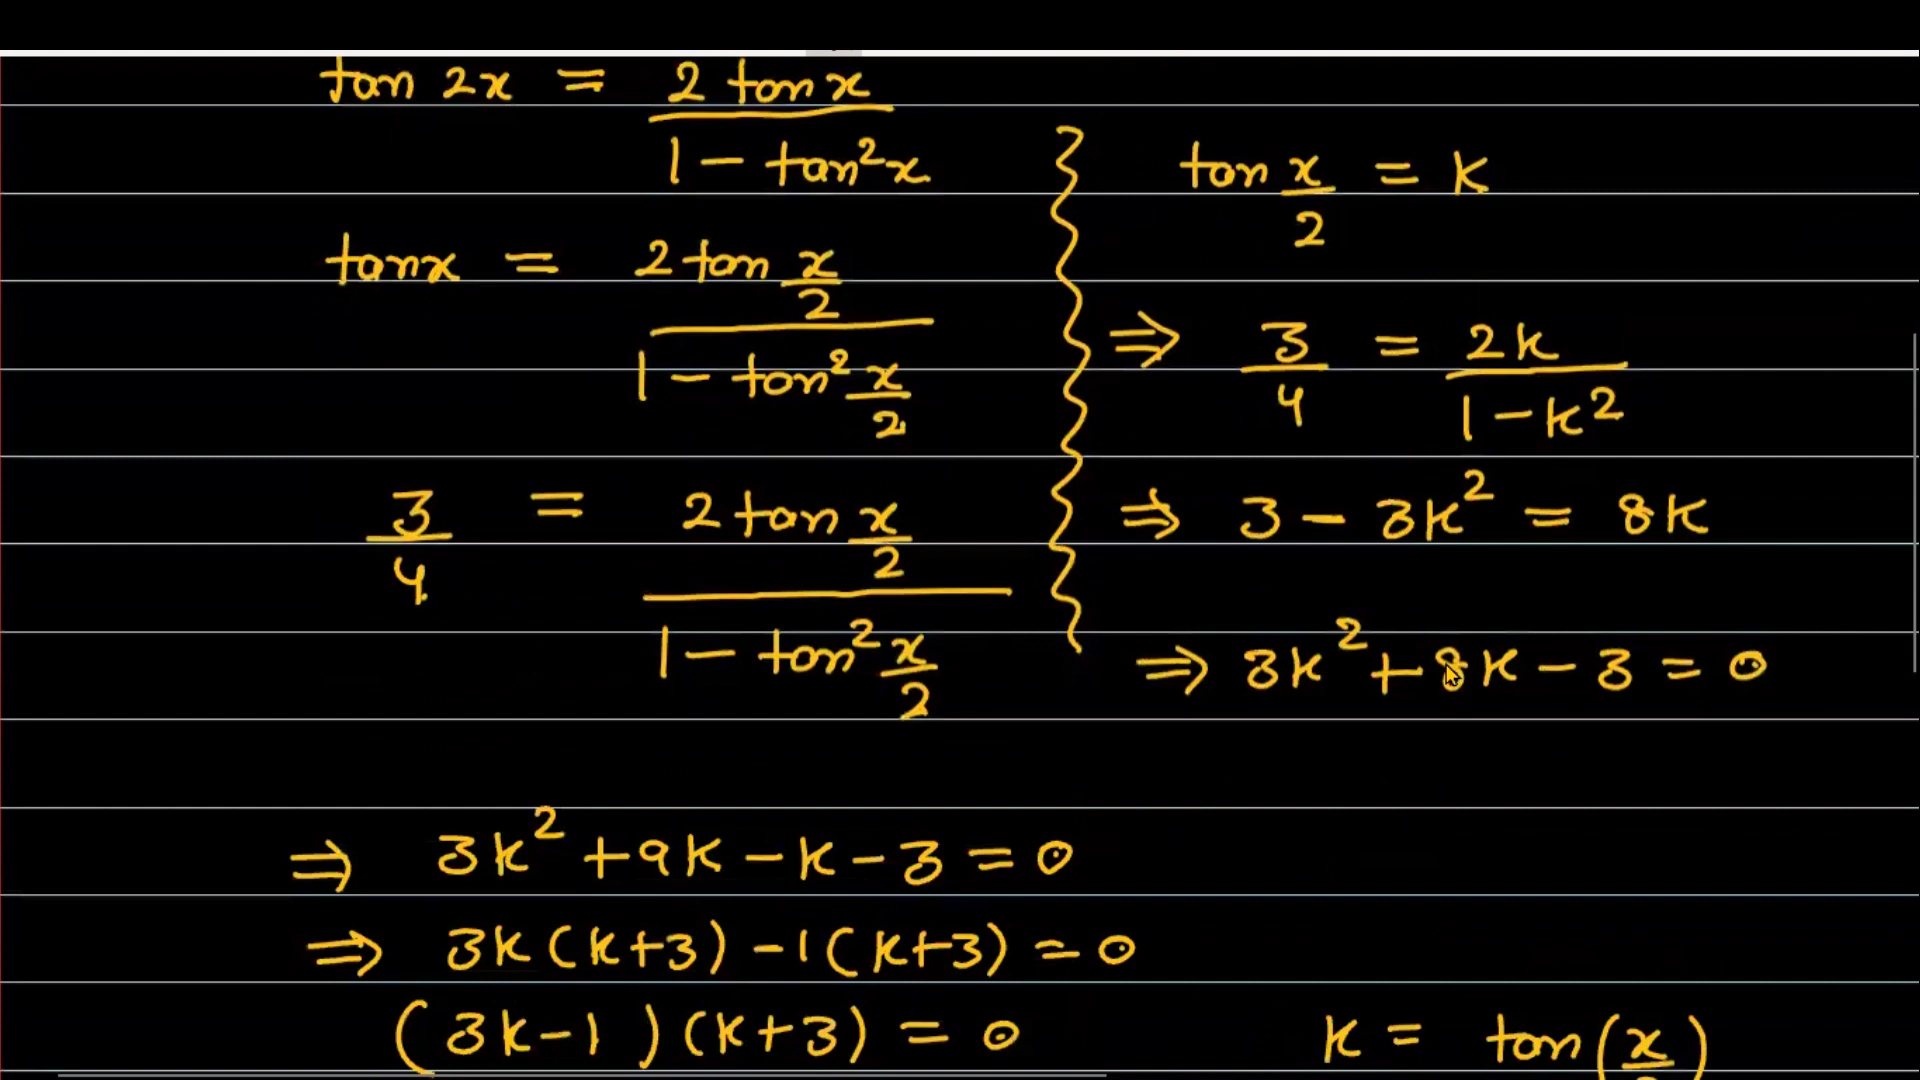 tan 2x = 2 tan x
1 - tan²x
tan x = 2 tan x/2
1 - tan² x/2
3/4 = 2 tan x/2
1 - tan² x/2
tan x/2 = k
⇒ 3/4 = 2k
1 - k²
⇒ 3 - 3k² = 8k
⇒ 3k² + 8k - 3 = 0
⇒ 3k² + 9k - k - 3 = 0
⇒ 3k (k+3) - 1 (k+3) = 0
(3k - 1) (k+3) = 0
k = tan (x/2)